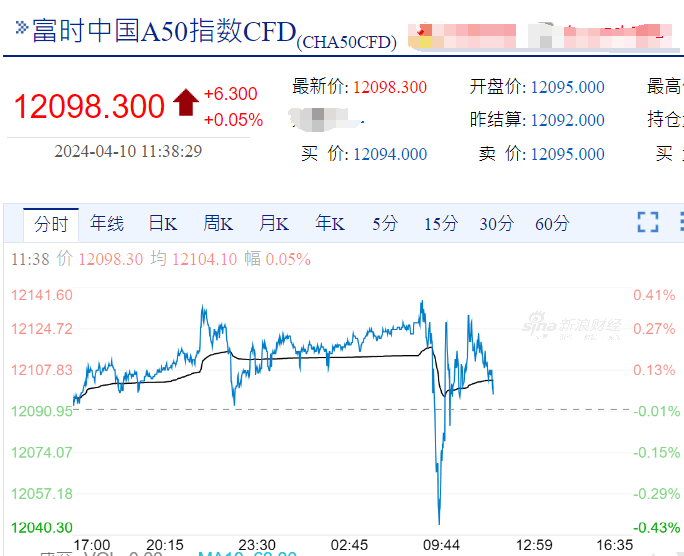 富时中国A50指数CFD(CHA50CFD)
12098.300 +6.300
+0.05%
2024-04-10 11:38:29
最新价: 12098.300 开盘价: 12095.000 最高
昨结算: 12092.000 持仓
买 价: 12094.000 卖 价: 12095.000 买
分时 年线 日K 周K 月K 年K 5分 15分 30分 60分
11:38 价 12098.30 均 12104.10 幅 0.05%
12141.60 0.41%
12124.72 0.27%
sina 新浪财经
12107.83 0.13%
12090.95 -0.01%
12074.07 -0.15%
12057.18 -0.29%
12040.30 -0.43%
17:00 20:15 23:30 02:45 09:44 12:59 16:35